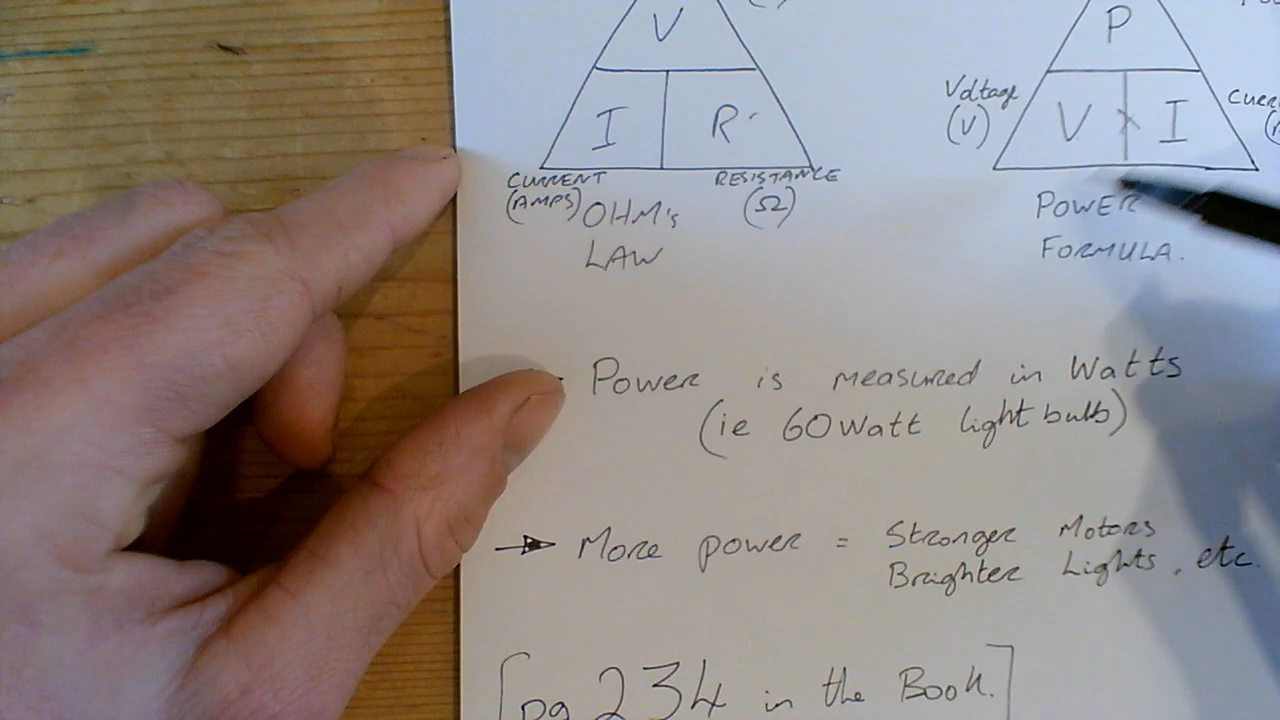 V P
Voltage
(V)
I R V I
CURRENT
(AMPS)
RESISTANCE
(Ω)
OHM's
LAW
POWER
FORMULA.
Power is measured in Watts
(ie 60 Watt light bulb)
More power = Stronger Motors
Brighter Lights, etc
[pg 234 in the Book.]